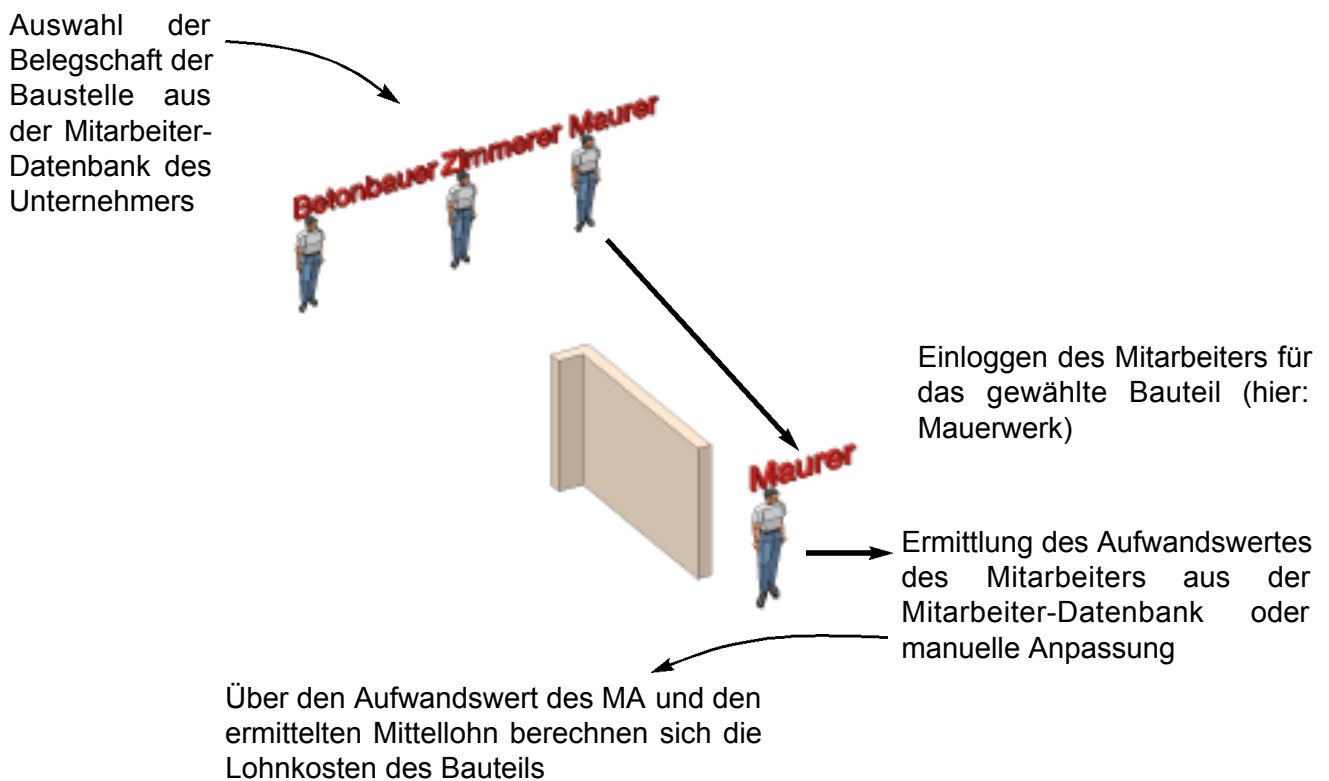 Auswahl der
Belegschaft der
Baustelle aus
der Mitarbeiter-
Datenbank des
Unternehmers
Betonbauer Zimmerer Maurer
Einloggen des Mitarbeiters für
das gewählte Bauteil (hier:
Mauerwerk)
Maurer
Ermittlung des Aufwandswertes
des Mitarbeiters aus der
Mitarbeiter-Datenbank oder
manuelle Anpassung
Über den Aufwandswert des MA und den
ermittelten Mittellohn berechnen sich die
Lohnkosten des Bauteils